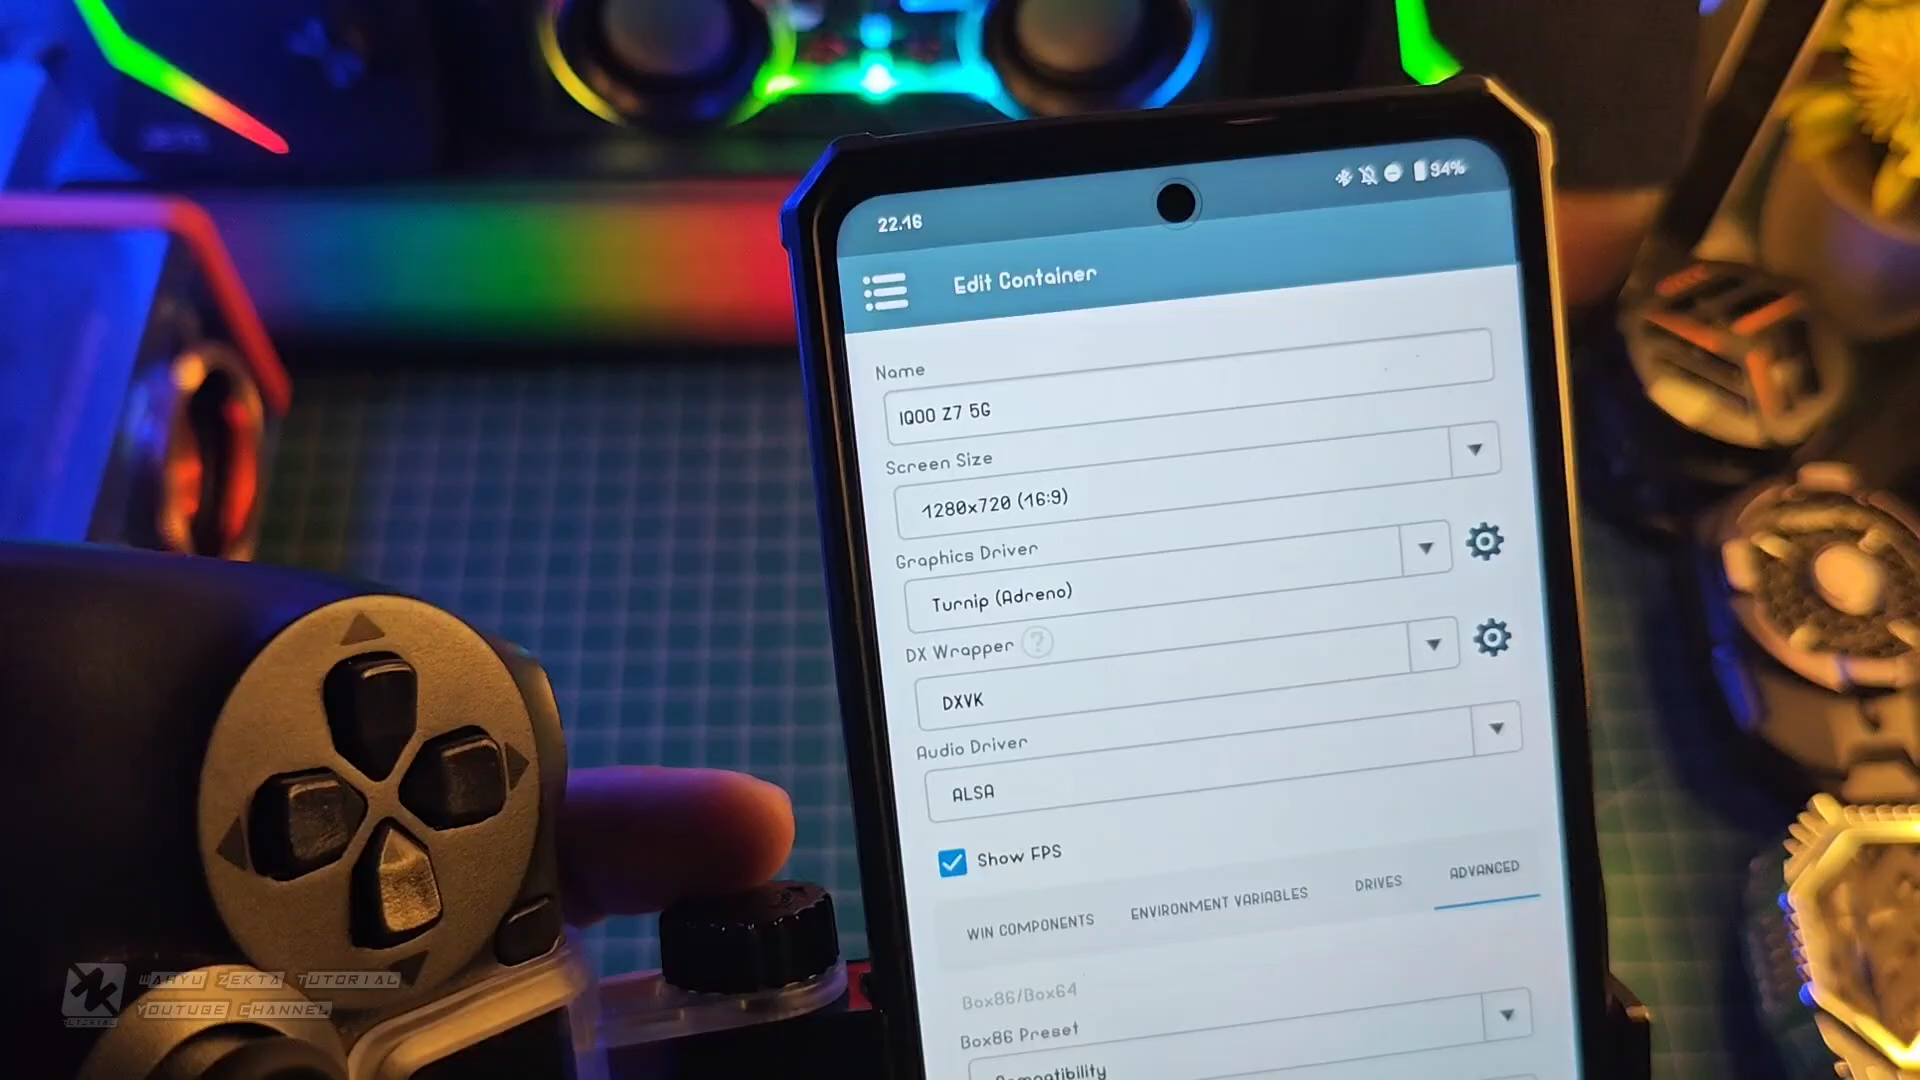 22.16
94%
Edit Container
Name
IQOO Z7 5G
Screen Size
1280x720 (16:9)
Graphics Driver
Turnip (Adreno)
DX Wrapper ?
DXVK
Audio Driver
ALSA
Show FPS
WIN COMPONENTS ENVIRONMENT VARIABLES DRIVES ADVANCED
Box86/Box64
Box86 Preset
Compatibility
WAHYU ZEKTA TUTORIAL
YOUTUBE CHANNEL
TUTORIAL